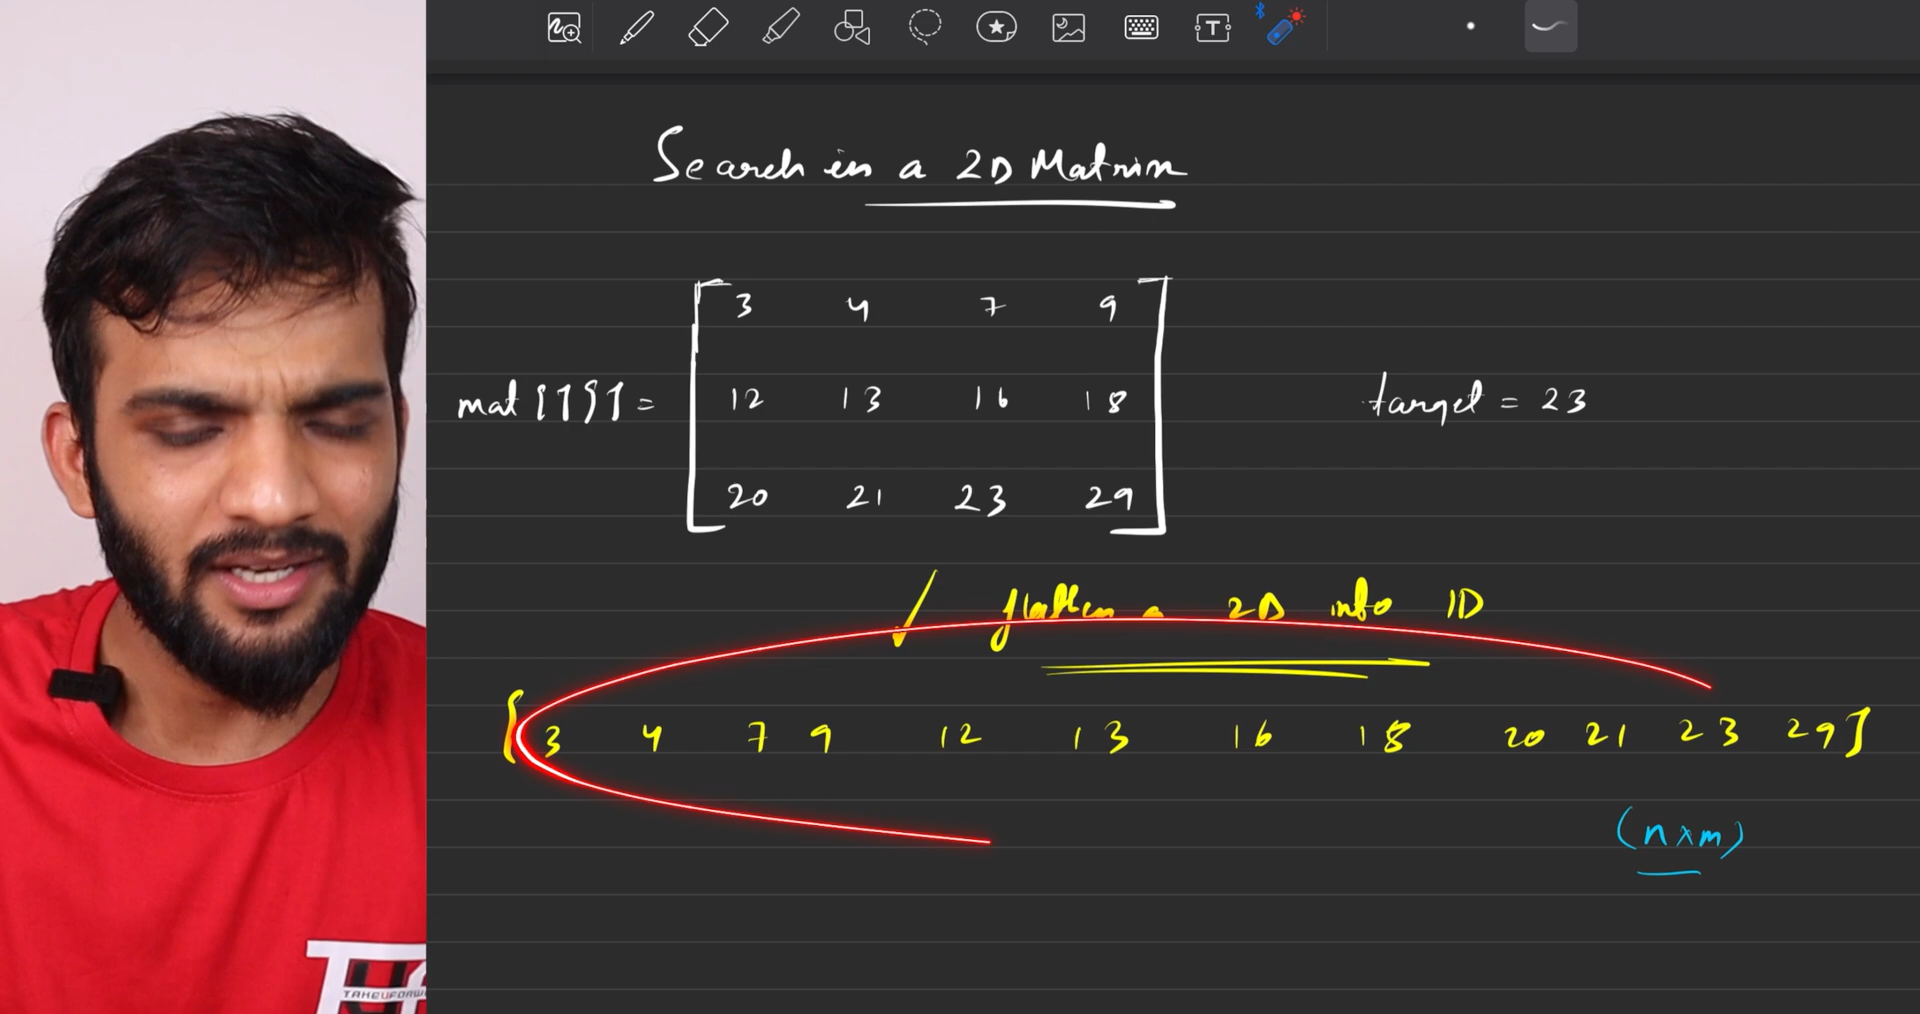 Search in a 2D Matrix
3 4 7 9
mat[][] = 12 13 16 18 target = 23
20 21 23 29
flatten a 2D into 1D
[3 4 7 9 12 13 16 18 20 21 23 29]
(n x m)